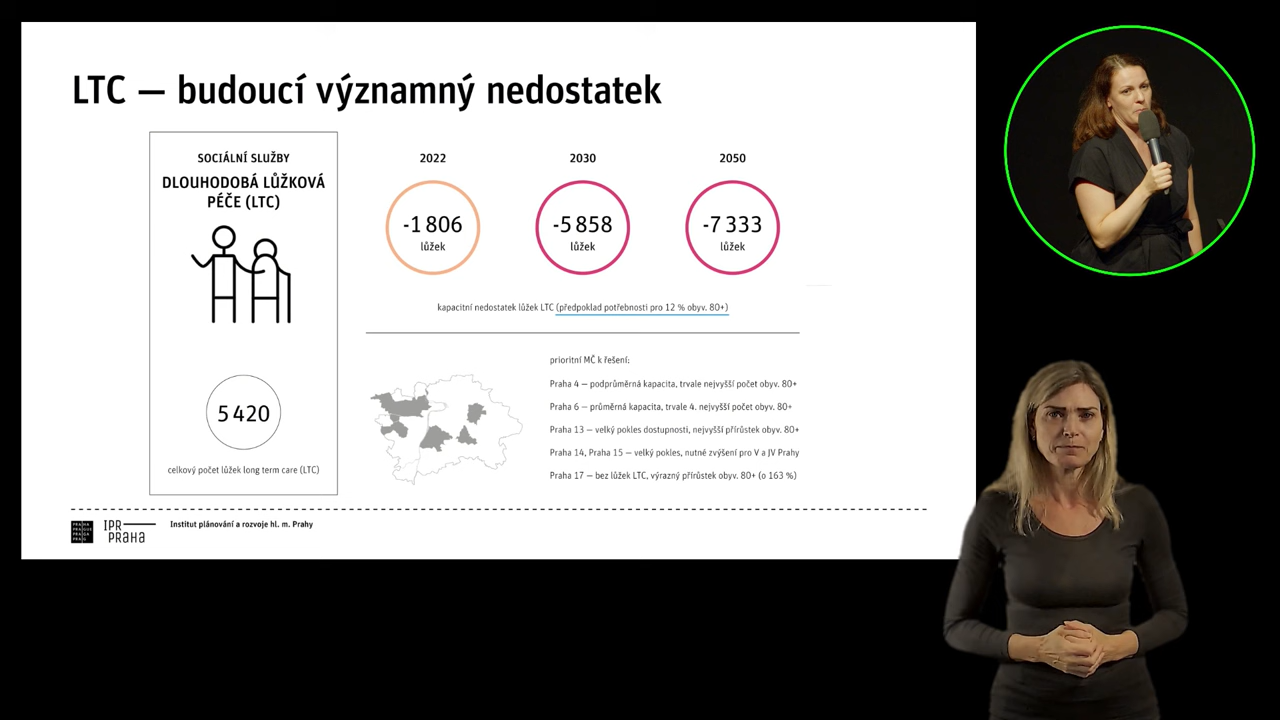 LTC — budoucí významný nedostatek
SOCIÁLNÍ SLUŽBY
DLOUHODOBÁ LŮŽKOVÁ
PÉČE (LTC)
5 420
celkový počet lůžek long term care (LTC)
2022
2030
2050
-1 806
lůžek
-5 858
lůžek
-7 333
lůžek
kapacitní nedostatek lůžek LTC (předpoklad potřebnosti pro 12 % obyv. 80+)
prioritní MČ k řešení:
Praha 4 — podprůměrná kapacita, trvale nejvyšší počet obyv. 80+
Praha 6 — průměrná kapacita, trvale 4. nejvyšší počet obyv. 80+
Praha 13 — velký pokles dostupnosti, nejvyšší přírůstek obyv. 80+
Praha 14, Praha 15 — velký pokles, nutné zvýšení pro V a JV Prahy
Praha 17 — bez lůžek LTC, výrazný přírůstek obyv. 80+ (o 163 %)
IPR
PRAHA
Institut plánování a rozvoje hl. m. Prahy